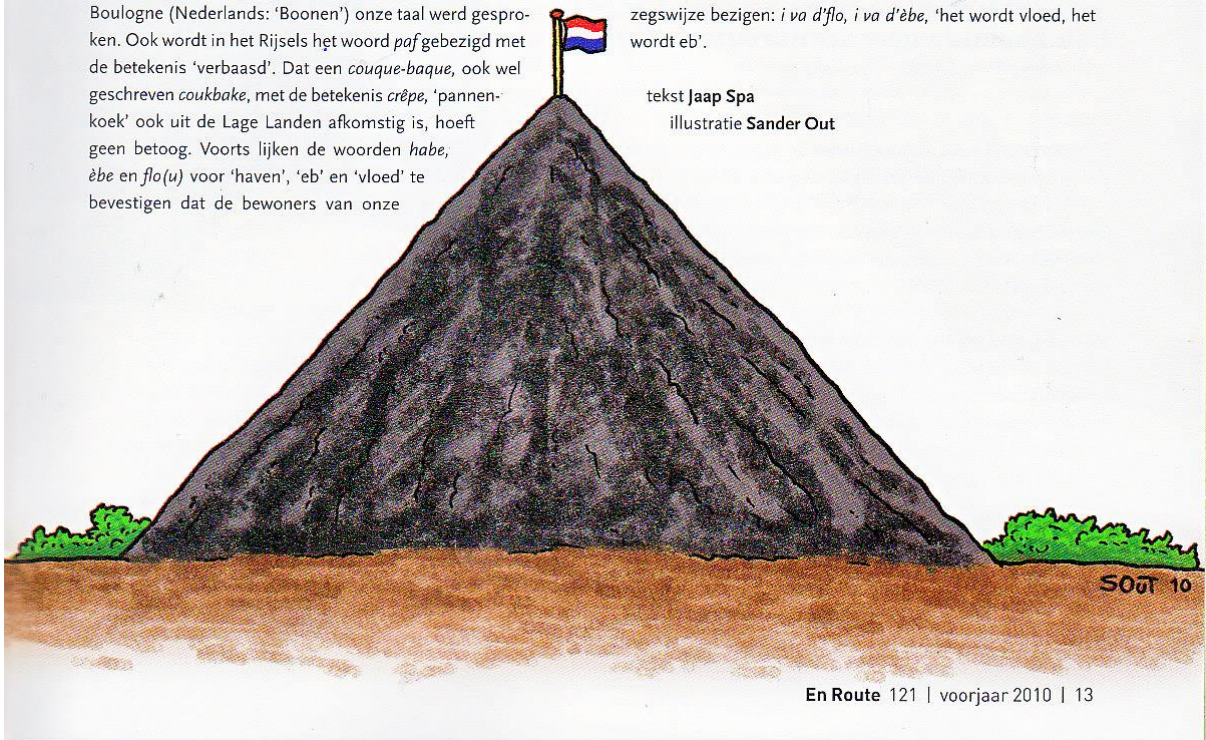 Boulogne (Nederlands: ‘Boonen’) onze taal werd gespro-
ken. Ook wordt in het Rijsels het woord paf gebezigd met
de betekenis ‘verbaasd’. Dat een couque-baque, ook wel
geschreven coukbake, met de betekenis crêpe, ‘pannen-
koek’ ook uit de Lage Landen afkomstig is, hoeft
geen betoog. Voorts lijken de woorden habe,
èbe en flo(u) voor ‘haven’, ‘eb’ en ‘vloed’ te
bevestigen dat de bewoners van onze
zegswijze bezigen: i va d’flo, i va d’èbe, ‘het wordt vloed, het
wordt eb’.
tekst Jaap Spa
illustratie Sander Out
SOUT 10
En Route 121 | voorjaar 2010 | 13